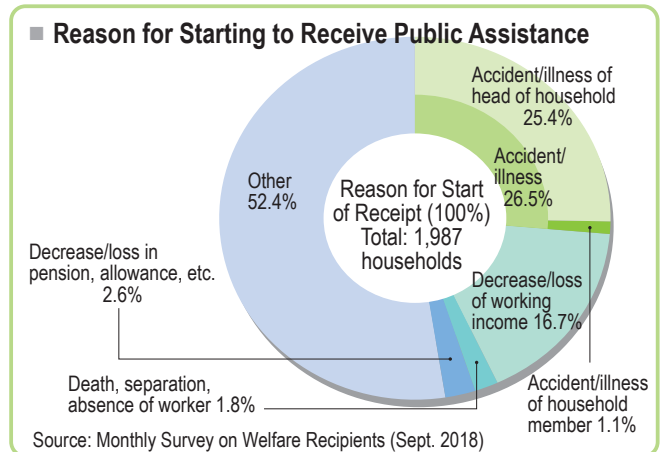 ■ Reason for Starting to Receive Public Assistance
Accident/illness of
head of household
25.4%
Accident/
illness
26.5%
Other
52.4%
Reason for Start
of Receipt (100%)
Total: 1,987
households
Decrease/loss in
pension, allowance, etc.
2.6%
Decrease/loss
of working
income 16.7%
Death, separation,
absence of worker 1.8%
Accident/illness
of household
member 1.1%
Source: Monthly Survey on Welfare Recipients (Sept. 2018)